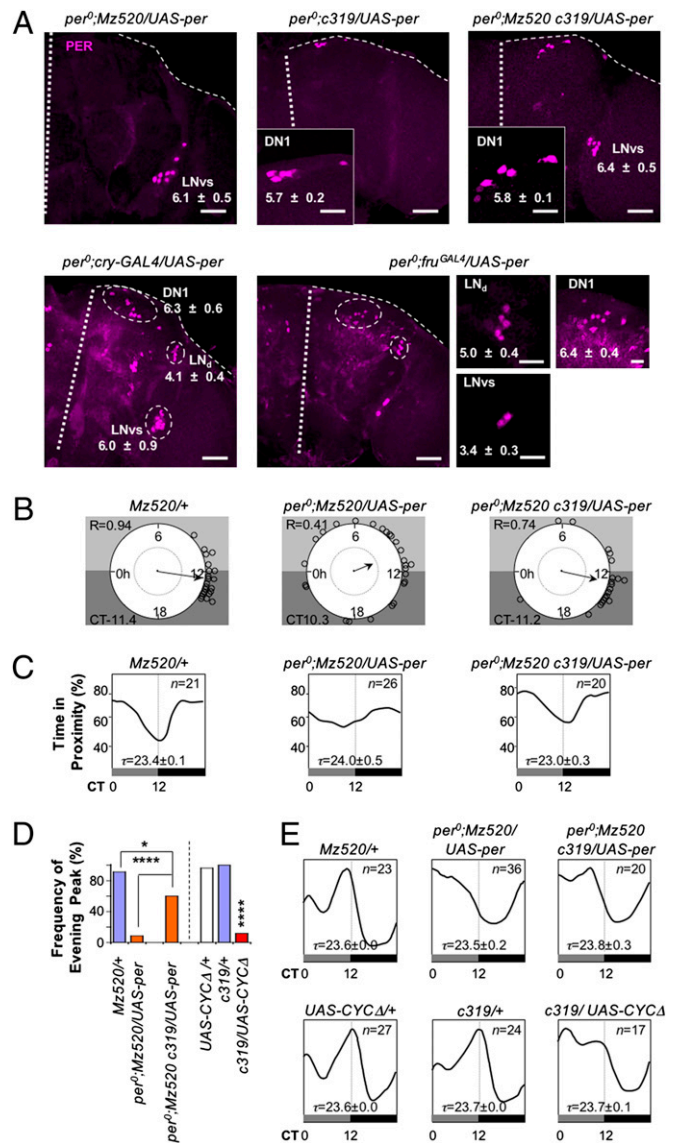 A
per⁰;Mz520/UAS-per
per⁰;c319/UAS-per
per⁰;Mz520 c319/UAS-per
PER
LNvs
6.1 ± 0.5
DN1
5.7 ± 0.2
DN1
5.8 ± 0.1
LNvs
6.4 ± 0.5
per⁰;cry-GAL4/UAS-per
per⁰;fruᴳᴬᴸ⁴/UAS-per
DN1
6.3 ± 0.6
LNd
4.1 ± 0.4
LNvs
6.0 ± 0.9
LNd
5.0 ± 0.4
DN1
6.4 ± 0.4
LNvs
3.4 ± 0.3
B
Mz520/+
per⁰;Mz520/UAS-per
per⁰;Mz520 c319/UAS-per
R=0.94
6
0h
12
18
CT-11.4
R=0.41
6
0h
12
18
CT10.3
R=0.74
6
0h
12
18
CT-11.2
C
Mz520/+
per⁰;Mz520/UAS-per
per⁰;Mz520 c319/UAS-per
Time in
Proximity (%)
80
60
40
n=21
τ=23.4±0.1
80
60
40
n=26
τ=24.0±0.5
80
60
40
n=20
τ=23.0±0.3
CT 0 12
0 12
0 12
D
Frequency of
Evening Peak (%)
80
40
0
*
****
****
Mz520/+
per⁰;Mz520/UAS-per
per⁰;Mz520 c319/UAS-per
UAS-CYCΔ/+
c319/+
c319/UAS-CYCΔ
E
Mz520/+
per⁰;Mz520/
UAS-per
per⁰;Mz520
c319/UAS-per
n=23
τ=23.6±0.0
n=36
τ=23.5±0.2
n=20
τ=23.8±0.3
CT 0 12
0 12
0 12
UAS-CYCΔ/+
c319/+
c319/ UAS-CYCΔ
n=27
τ=23.6±0.0
n=24
τ=23.7±0.0
n=17
τ=23.7±0.1
CT 0 12
0 12
0 12